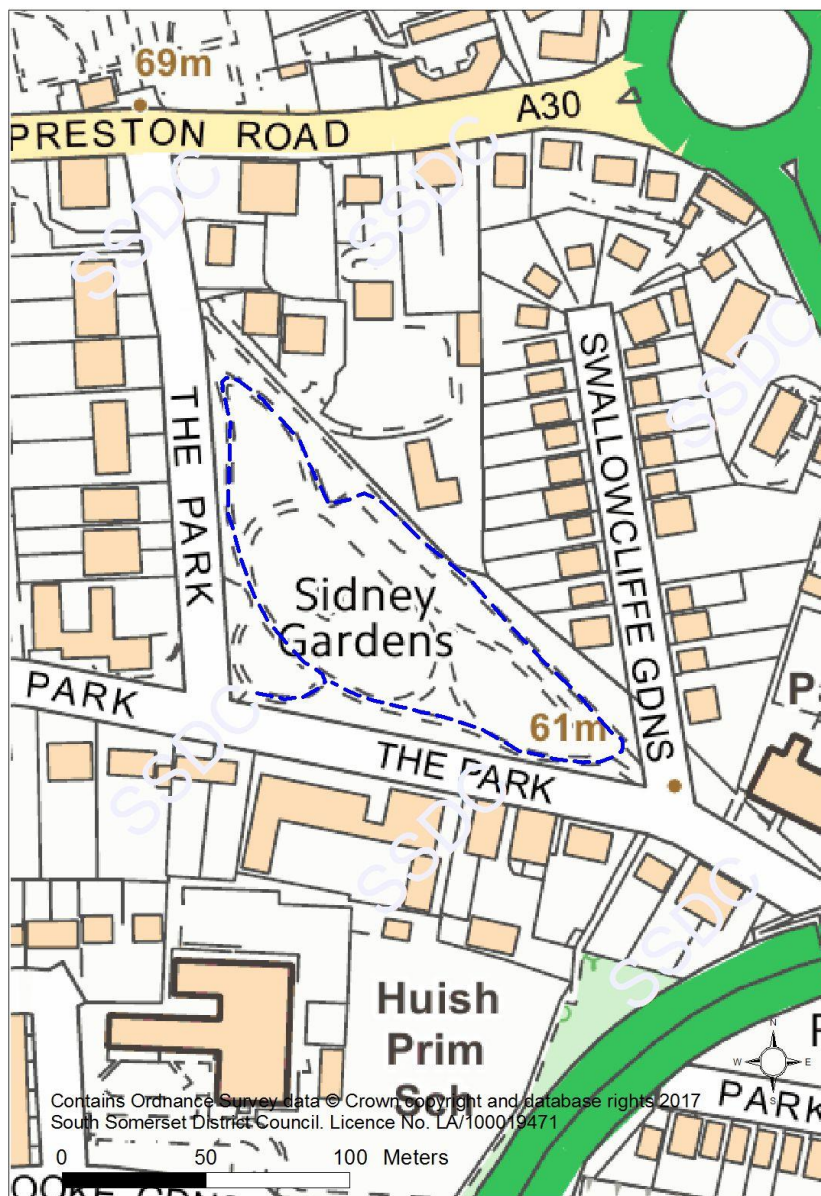 69m
A30
PRESTON ROAD
SSDC
SSDC
SSDC
THE PARK
SWALLOWCLIFFE GDNS
Sidney
Gardens
PARK
61m
THE PARK
SSDC
SSDC
SSDC
Huish
Prim
Sch
N
W
E
S
PARK
Contains Ordnance Survey data © Crown copyright and database rights 2017
South Somerset District Council. Licence No. LA/100019471
0
50
100 Meters